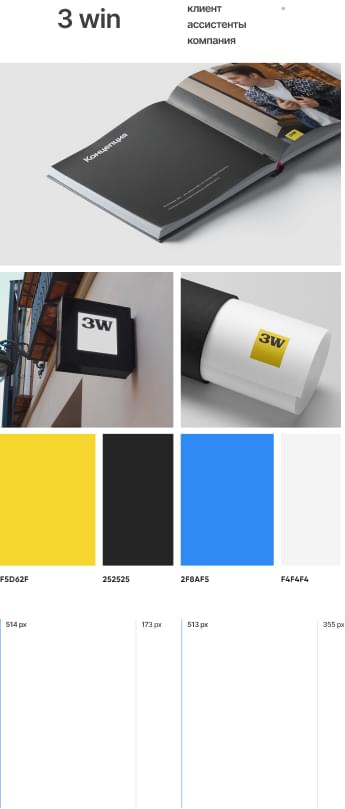 3 win
клиент
ассистенты
компания
Концепция
3W
3W
3W
F5D62F
252525
2F8AF5
F4F4F4
514 px
173 px
513 px
355 px